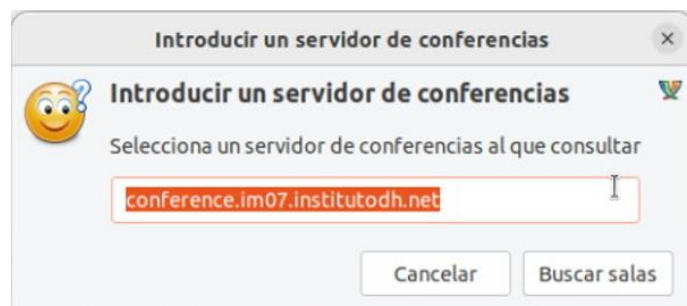 Introducir un servidor de conferencias
Introducir un servidor de conferencias
Selecciona un servidor de conferencias al que consultar
conference.im07.institutodh.net
Cancelar Buscar salas